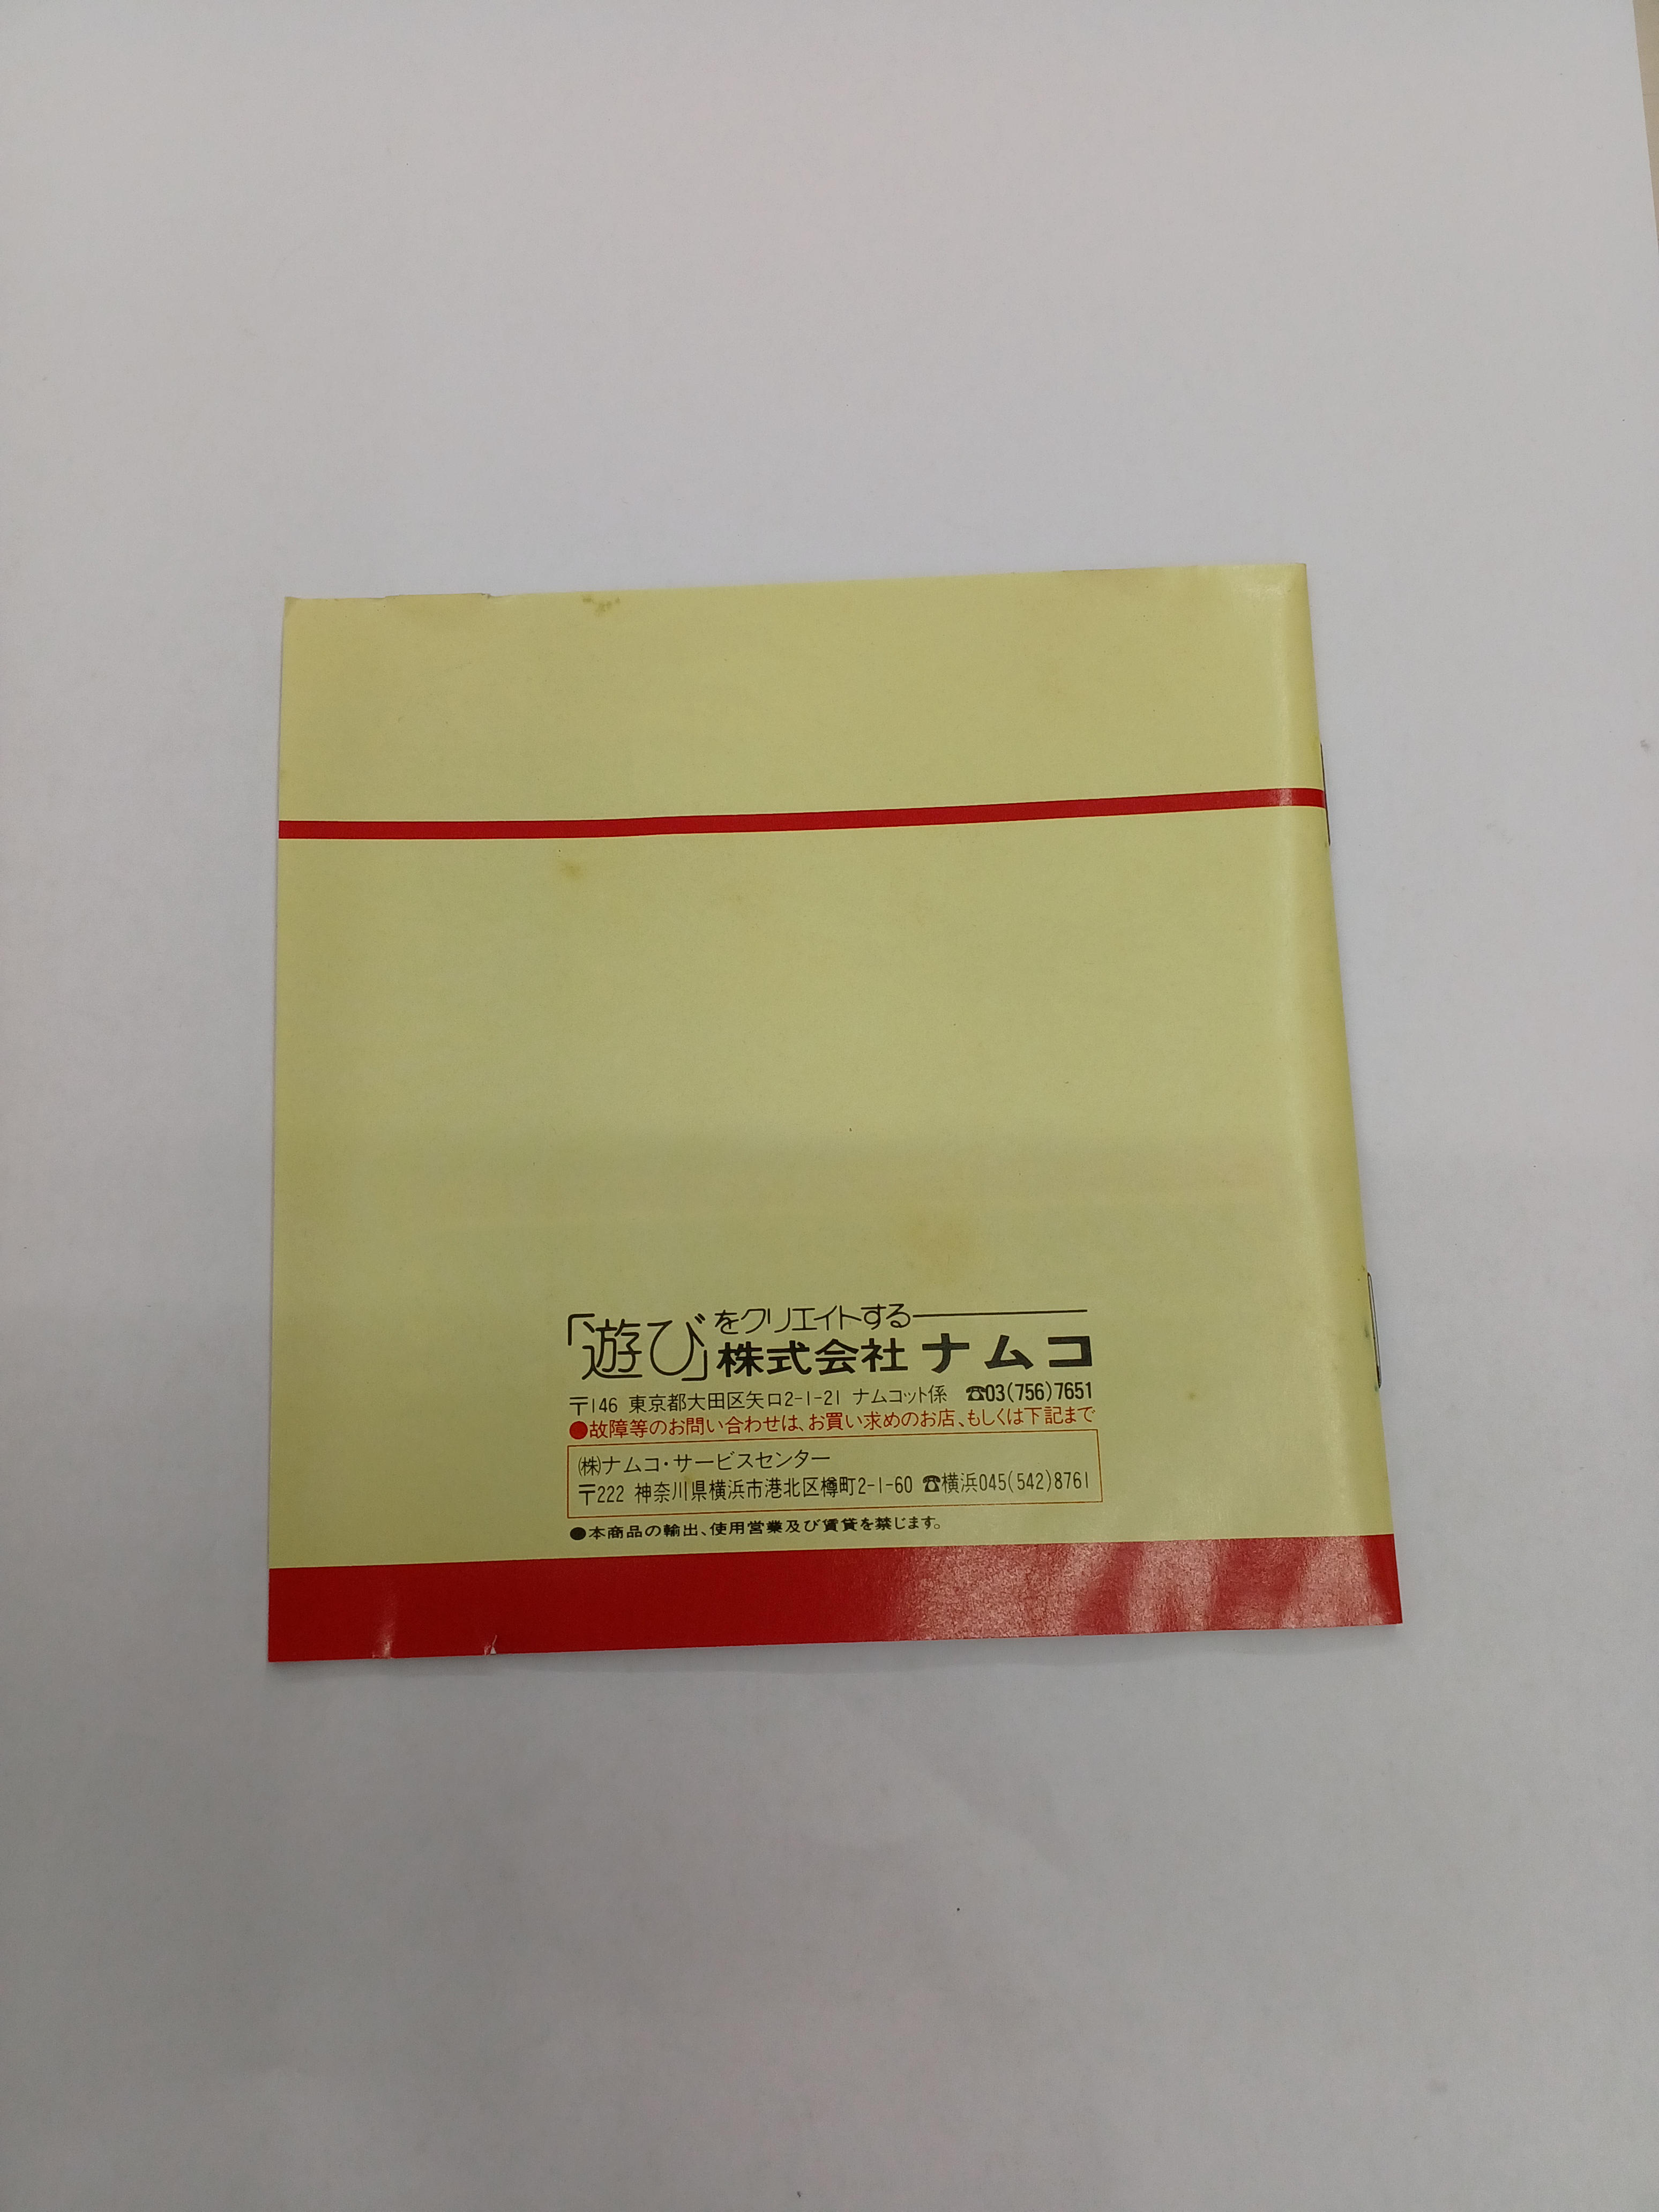 「遊び」をクリエイトする
株式会社ナムコ
〒146 東京都大田区矢口2-1-21 ナムコット係 ☎03(756)7651
●故障等のお問い合わせは、お買い求めのお店、もしくは下記まで
㈱ナムコ・サービスセンター
〒222 神奈川県横浜市港北区樽町2-1-60 ☎横浜045(542)8761
●本商品の輸出、使用営業及び賃貸を禁じます。